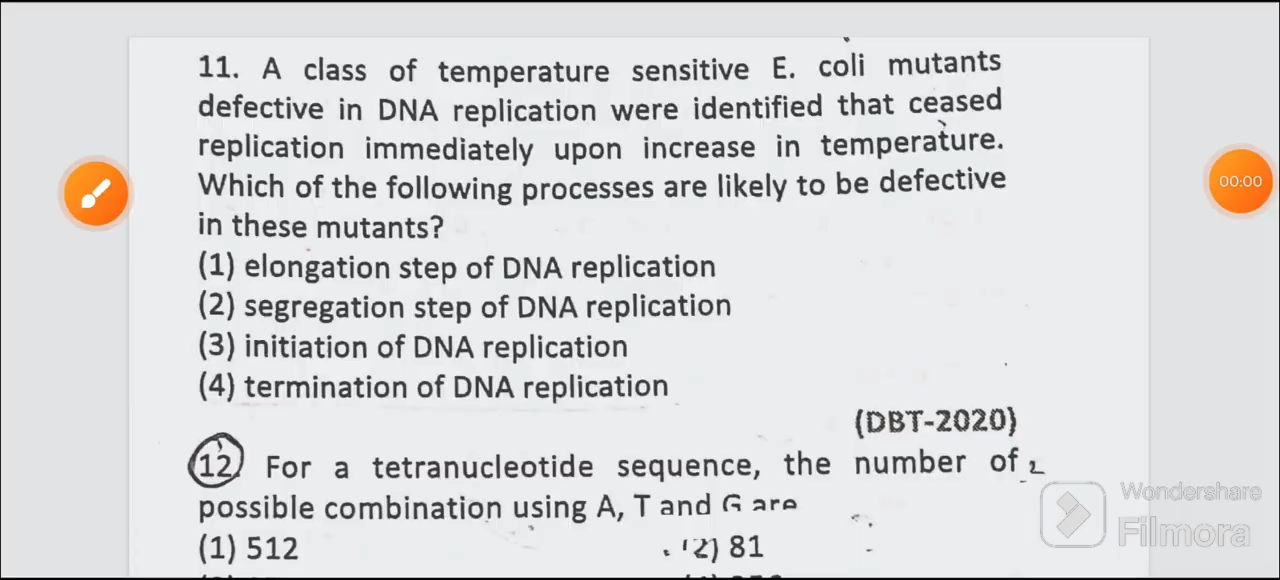 11. A class of temperature sensitive E. coli mutants
defective in DNA replication were identified that ceased
replication immediately upon increase in temperature.
Which of the following processes are likely to be defective
in these mutants?
(1) elongation step of DNA replication
(2) segregation step of DNA replication
(3) initiation of DNA replication
(4) termination of DNA replication
(DBT-2020)
12. For a tetranucleotide sequence, the number of
possible combination using A, T and G are
(1) 512 (2) 81
00:00
Wondershare
Filmora